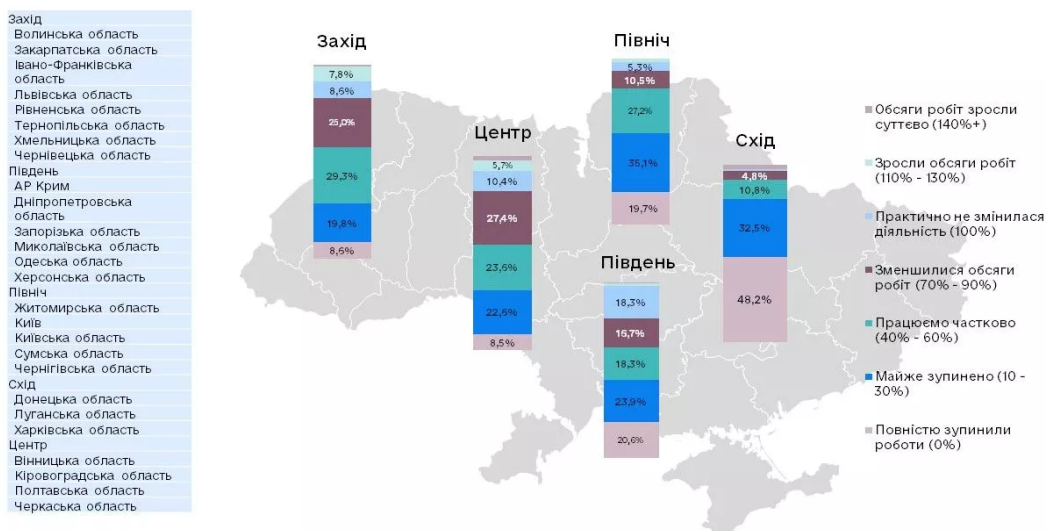 Захід
Волинська область
Закарпатська область
Івано-Франківська
область
Львівська область
Рівненська область
Тернопільська область
Хмельницька область
Чернівецька область
Південь
АР Крим
Дніпропетровська
область
Запорізька область
Миколаївська область
Одеська область
Херсонська область
Північ
Житомирська область
Київ
Київська область
Сумська область
Чернігівська область
Схід
Донецька область
Луганська область
Харківська область
Центр
Вінницька область
Кіровоградська область
Полтавська область
Черкаська область
Захід
7,8%
8,6%
25,0%
29,3%
19,8%
8,6%
Центр
5,7%
10,4%
27,4%
23,6%
22,6%
8,5%
Північ
5,3%
10,5%
27,2%
35,1%
19,7%
Південь
18,3%
16,7%
18,3%
23,9%
20,6%
Схід
4,8%
10,8%
32,5%
48,2%
Обсяги робіт зросли
суттєво (140%+)
Зросли обсяги робіт
(110% - 130%)
Практично не змінилася
діяльність (100%)
Зменшилися обсяги
робіт (70% - 90%)
Працюємо частково
(40% - 60%)
Майже зупинено (10 -
30%)
Повністю зупинили
роботи (0%)